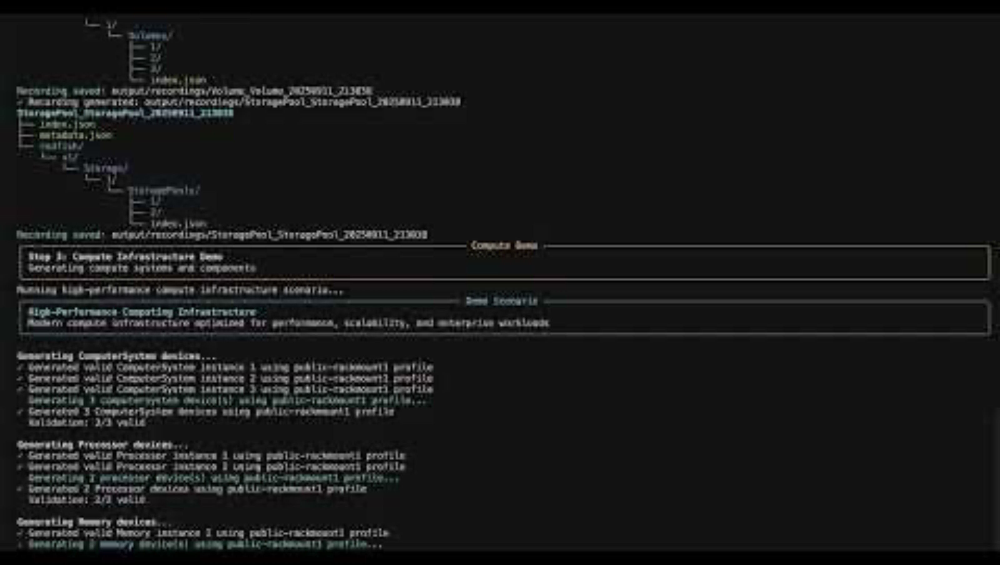 └── 1/
└── Volumes/
├── 1/
├── 2/
├── 3/
└── index.json
Recording saved: output/recordings/Volume_Volume_20250911_213038
✓ Recording generated: output/recordings/StoragePool_StoragePool_20250911_213038
StoragePool_StoragePool_20250911_213038
├── index.json
├── metadata.json
└── redfish/
└── v1/
└── Storage/
└── 1/
└── StoragePools/
├── 1/
├── 2/
└── index.json
Recording saved: output/recordings/StoragePool_StoragePool_20250911_213038
Compute Demo
Step 3: Compute Infrastructure Demo
Generating compute systems and components
Running high-performance compute infrastructure scenario...
Demo Scenario
High-Performance Computing Infrastructure
Modern compute infrastructure optimized for performance, scalability, and enterprise workloads
Generating ComputerSystem devices...
✓ Generated valid ComputerSystem instance 1 using public-rackmount1 profile
✓ Generated valid ComputerSystem instance 2 using public-rackmount1 profile
✓ Generated valid ComputerSystem instance 3 using public-rackmount1 profile
Generating 3 computersystem device(s) using public-rackmount1 profile...
✓ Generated 3 ComputerSystem devices using public-rackmount1 profile
Validation: 3/3 valid
Generating Processor devices...
✓ Generated valid Processor instance 1 using public-rackmount1 profile
✓ Generated valid Processor instance 2 using public-rackmount1 profile
Generating 2 processor device(s) using public-rackmount1 profile...
✓ Generated 2 Processor devices using public-rackmount1 profile
Validation: 2/2 valid
Generating Memory devices...
✓ Generated valid Memory instance 1 using public-rackmount1 profile
Generating 2 memory device(s) using public-rackmount1 profile...